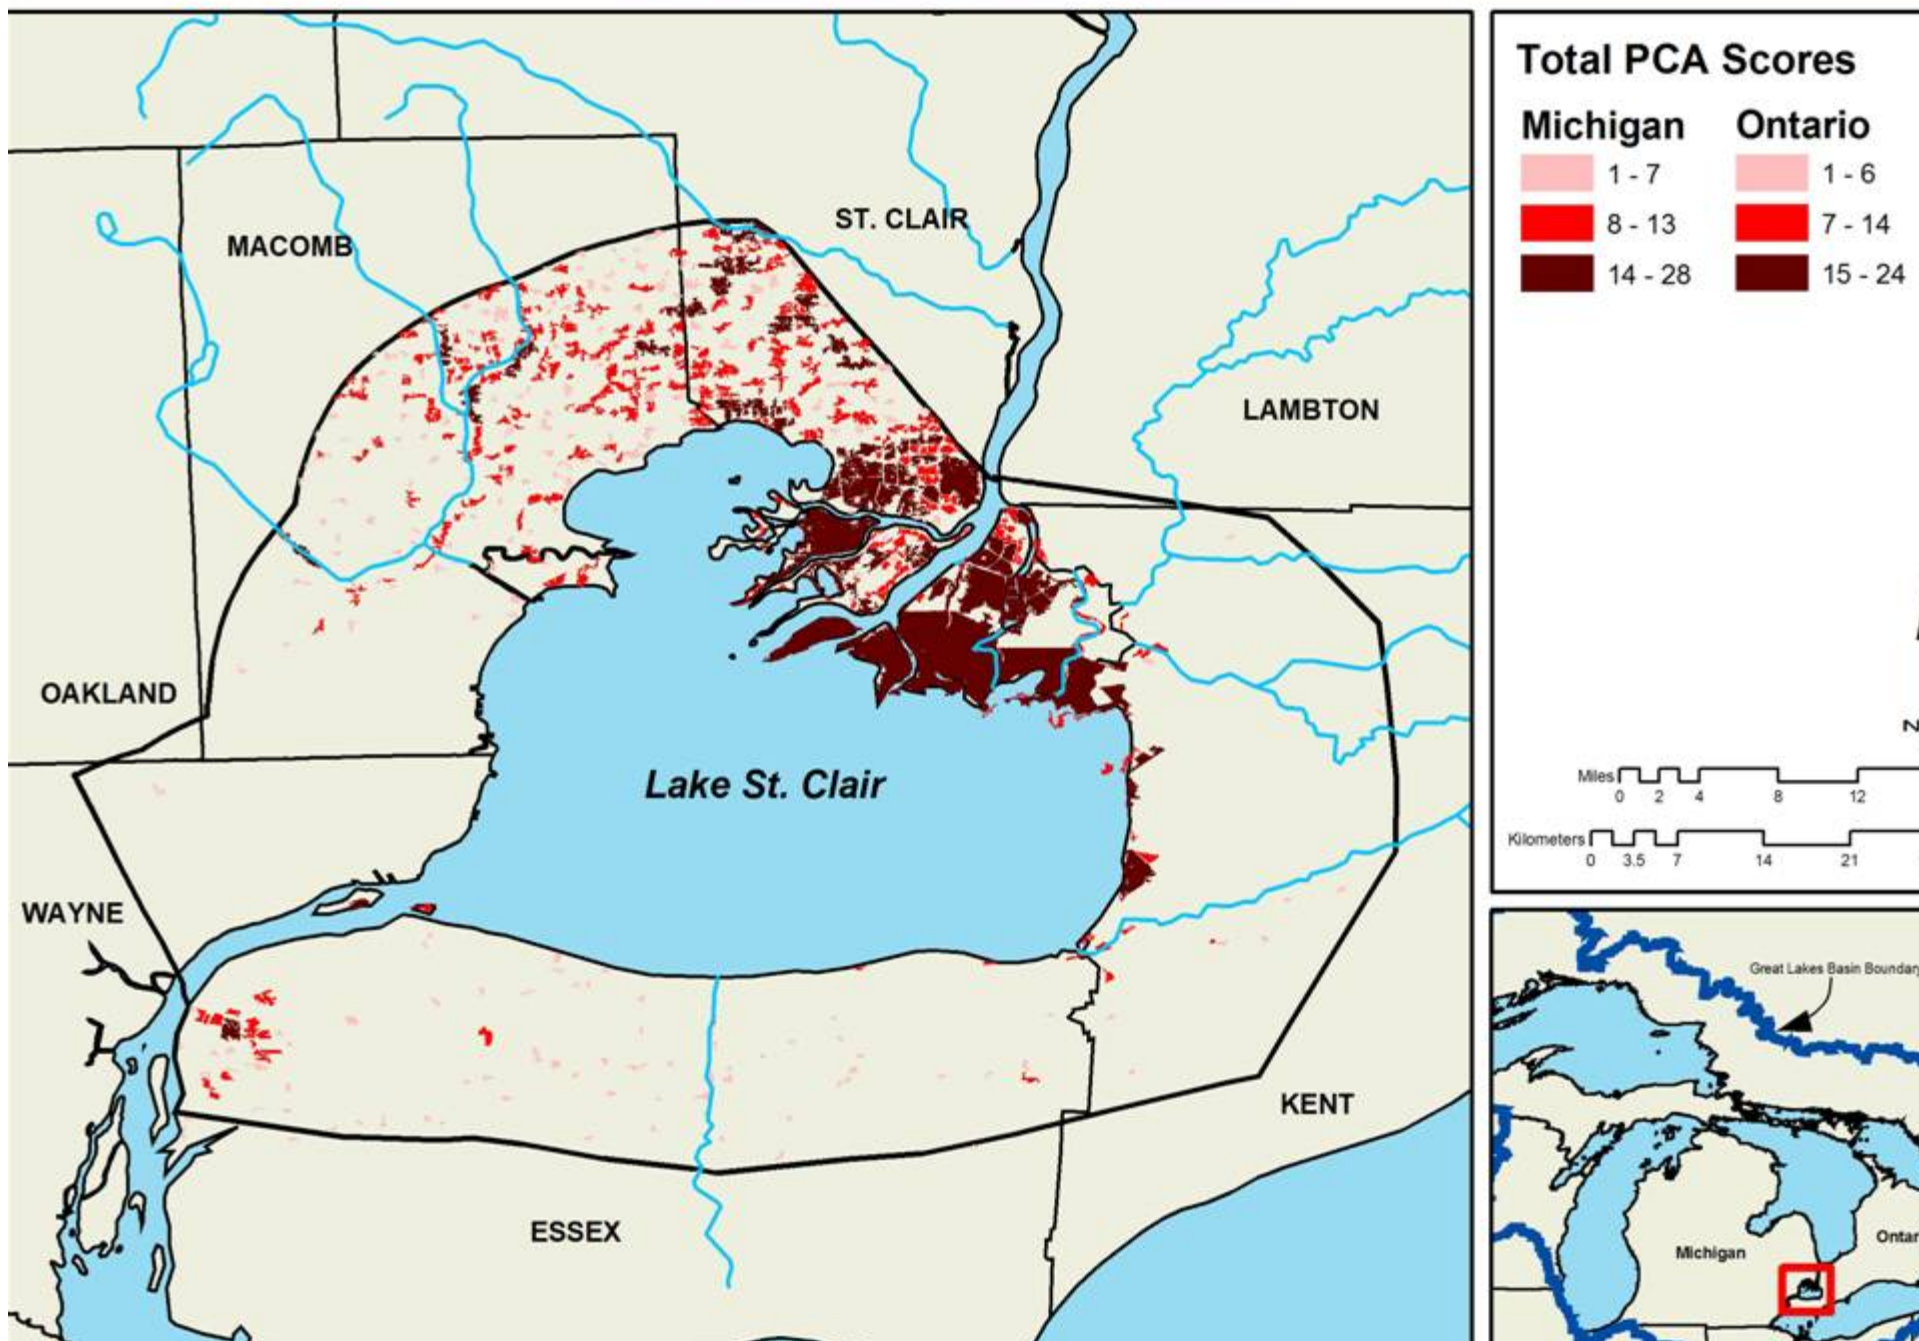 MACOMB
ST. CLAIR
LAMBTON
OAKLAND
Lake St. Clair
WAYNE
KENT
ESSEX
Total PCA Scores
Michigan Ontario
1 - 7 1 - 6
8 - 13 7 - 14
14 - 28 15 - 24
Z
Miles
0 2 4 8 12
Kilometers
0 3.5 7 14 21
Great Lakes Basin Boundary
Michigan
Ontar